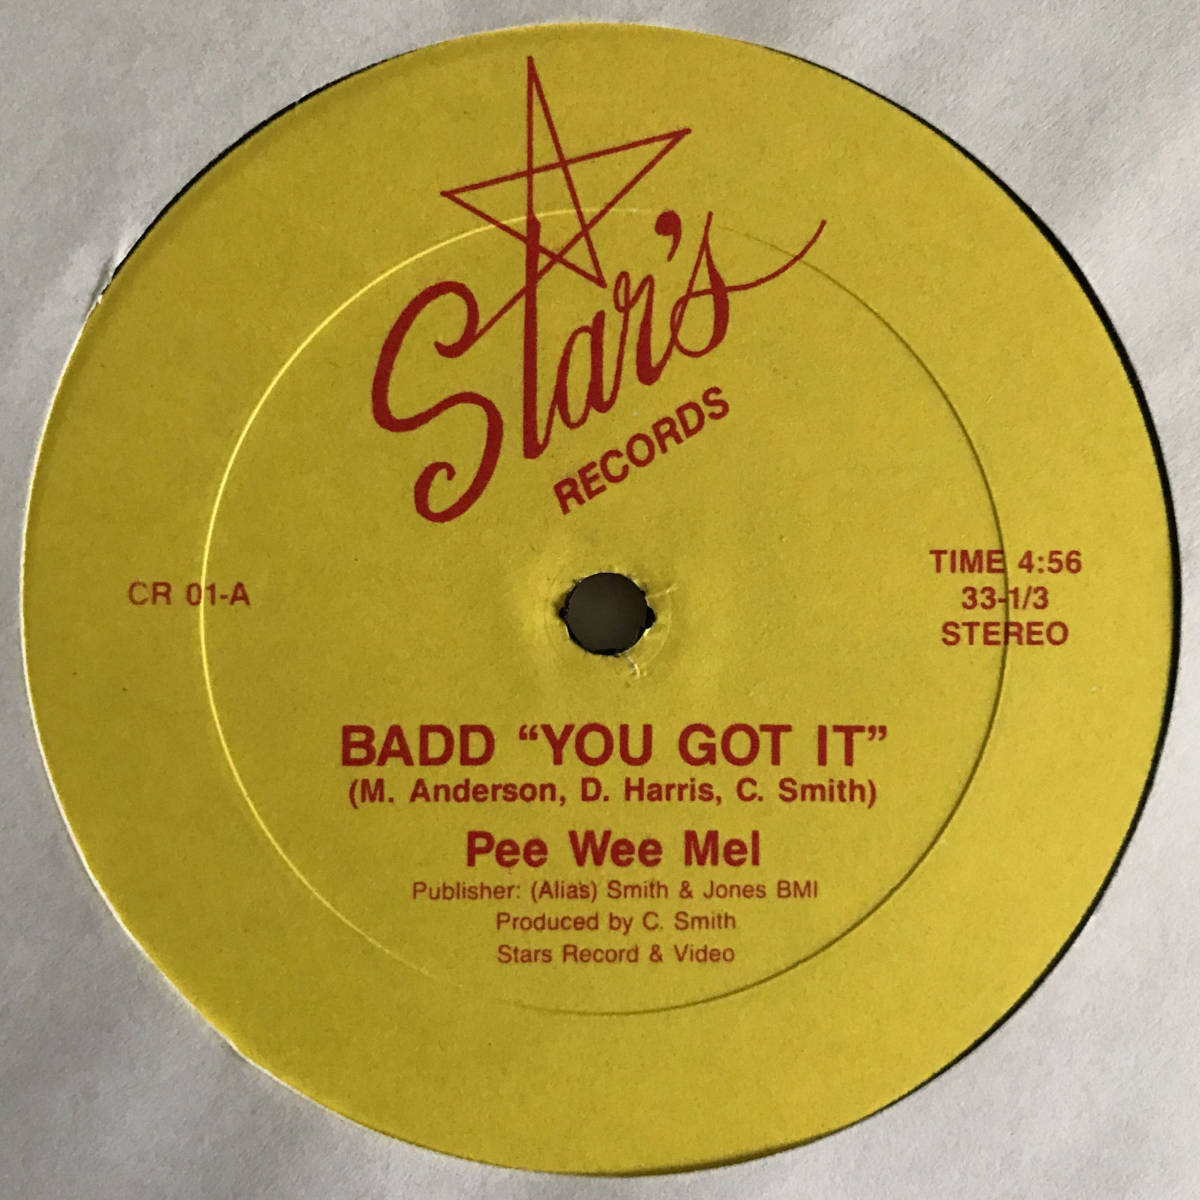 Star's
RECORDS
CR 01-A
TIME 4:56
33-1/3
STEREO
BADD “YOU GOT IT”
(M. Anderson, D. Harris, C. Smith)
Pee Wee Mel
Publisher: (Alias) Smith & Jones BMI
Produced by C. Smith
Stars Record & Video